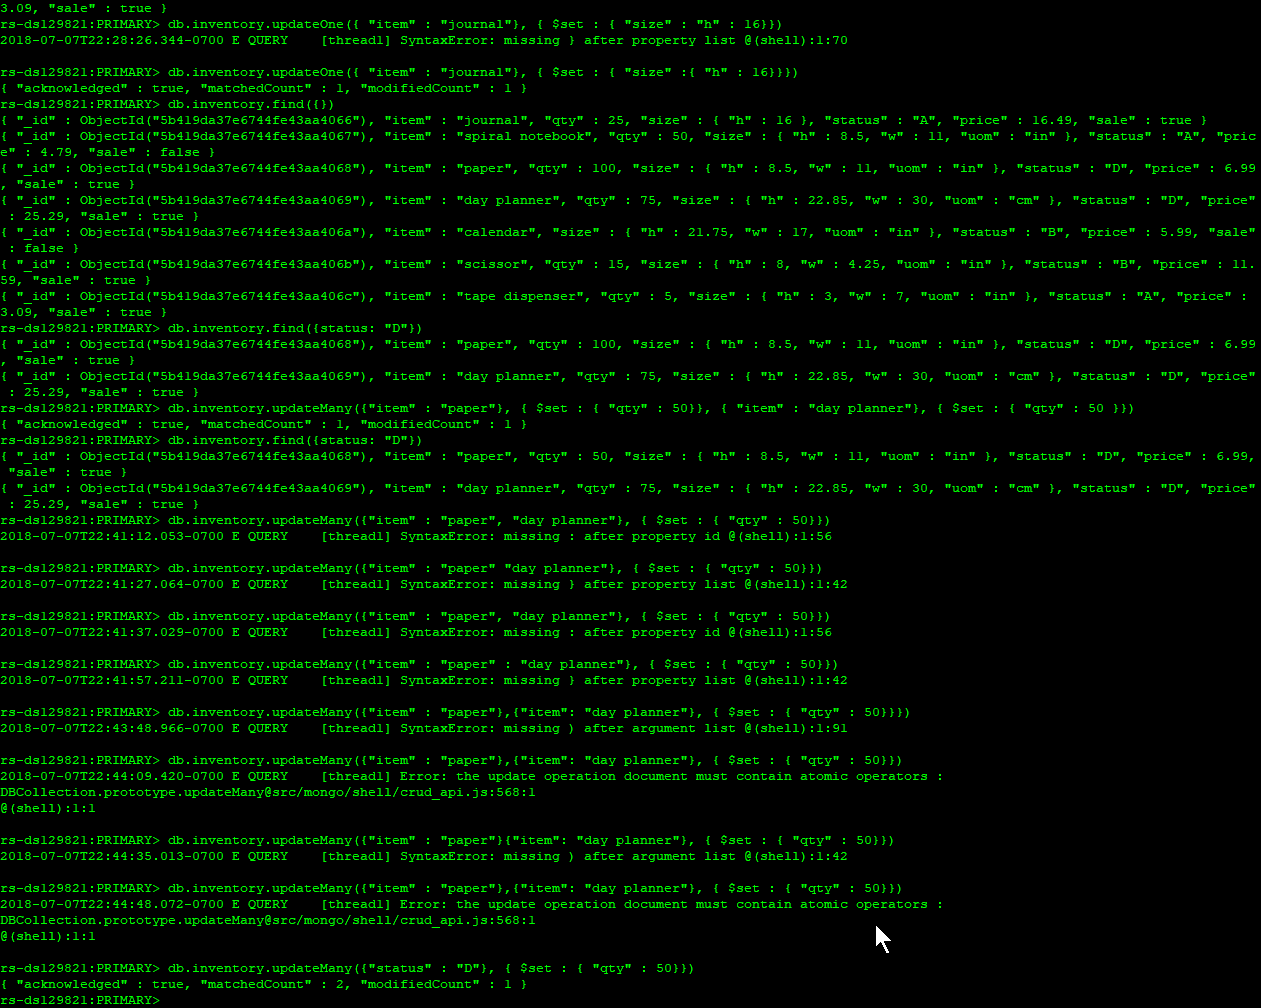 3.09, "sale" : true }
rs-ds129821:PRIMARY> db.inventory.updateOne({ "item" : "journal"}, { $set : { "size" : "h" : 16}})
2018-07-07T22:28:26.344-0700 E QUERY    [thread1] SyntaxError: missing } after property list @(shell):1:70
rs-ds129821:PRIMARY> db.inventory.updateOne({ "item" : "journal"}, { $set : { "size" :{ "h" : 16}}})
{ "acknowledged" : true, "matchedCount" : 1, "modifiedCount" : 1 }
rs-ds129821:PRIMARY> db.inventory.find({})
{ "_id" : ObjectId("5b419da37e6744fe43aa4066"), "item" : "journal", "qty" : 25, "size" : { "h" : 16 }, "status" : "A", "price" : 16.49, "sale" : true }
{ "_id" : ObjectId("5b419da37e6744fe43aa4067"), "item" : "spiral notebook", "qty" : 50, "size" : { "h" : 8.5, "w" : 11, "uom" : "in" }, "status" : "A", "pric
e" : 4.79, "sale" : false }
{ "_id" : ObjectId("5b419da37e6744fe43aa4068"), "item" : "paper", "qty" : 100, "size" : { "h" : 8.5, "w" : 11, "uom" : "in" }, "status" : "D", "price" : 6.99
, "sale" : true }
{ "_id" : ObjectId("5b419da37e6744fe43aa4069"), "item" : "day planner", "qty" : 75, "size" : { "h" : 22.85, "w" : 30, "uom" : "cm" }, "status" : "D", "price"
 : 25.29, "sale" : true }
{ "_id" : ObjectId("5b419da37e6744fe43aa406a"), "item" : "calendar", "size" : { "h" : 21.75, "w" : 17, "uom" : "in" }, "status" : "B", "price" : 5.99, "sale"
 : false }
{ "_id" : ObjectId("5b419da37e6744fe43aa406b"), "item" : "scissor", "qty" : 15, "size" : { "h" : 8, "w" : 4.25, "uom" : "in" }, "status" : "B", "price" : 11.
59, "sale" : true }
{ "_id" : ObjectId("5b419da37e6744fe43aa406c"), "item" : "tape dispenser", "qty" : 5, "size" : { "h" : 3, "w" : 7, "uom" : "in" }, "status" : "A", "price" :
3.09, "sale" : true }
rs-ds129821:PRIMARY> db.inventory.find({status: "D"})
{ "_id" : ObjectId("5b419da37e6744fe43aa4068"), "item" : "paper", "qty" : 100, "size" : { "h" : 8.5, "w" : 11, "uom" : "in" }, "status" : "D", "price" : 6.99
, "sale" : true }
{ "_id" : ObjectId("5b419da37e6744fe43aa4069"), "item" : "day planner", "qty" : 75, "size" : { "h" : 22.85, "w" : 30, "uom" : "cm" }, "status" : "D", "price"
 : 25.29, "sale" : true }
rs-ds129821:PRIMARY> db.inventory.updateMany({"item" : "paper"}, { $set : { "qty" : 50}}, { "item" : "day planner"}, { $set : { "qty" : 50 }})
{ "acknowledged" : true, "matchedCount" : 1, "modifiedCount" : 1 }
rs-ds129821:PRIMARY> db.inventory.find({status: "D"})
{ "_id" : ObjectId("5b419da37e6744fe43aa4068"), "item" : "paper", "qty" : 50, "size" : { "h" : 8.5, "w" : 11, "uom" : "in" }, "status" : "D", "price" : 6.99,
 "sale" : true }
{ "_id" : ObjectId("5b419da37e6744fe43aa4069"), "item" : "day planner", "qty" : 75, "size" : { "h" : 22.85, "w" : 30, "uom" : "cm" }, "status" : "D", "price"
 : 25.29, "sale" : true }
rs-ds129821:PRIMARY> db.inventory.updateMany({"item" : "paper", "day planner"}, { $set : { "qty" : 50}})
2018-07-07T22:41:12.053-0700 E QUERY    [thread1] SyntaxError: missing : after property id @(shell):1:56
rs-ds129821:PRIMARY> db.inventory.updateMany({"item" : "paper" "day planner"}, { $set : { "qty" : 50}})
2018-07-07T22:41:27.064-0700 E QUERY    [thread1] SyntaxError: missing } after property list @(shell):1:42
rs-ds129821:PRIMARY> db.inventory.updateMany({"item" : "paper", "day planner"}, { $set : { "qty" : 50}})
2018-07-07T22:41:37.029-0700 E QUERY    [thread1] SyntaxError: missing : after property id @(shell):1:56
rs-ds129821:PRIMARY> db.inventory.updateMany({"item" : "paper" : "day planner"}, { $set : { "qty" : 50}})
2018-07-07T22:41:57.211-0700 E QUERY    [thread1] SyntaxError: missing } after property list @(shell):1:42
rs-ds129821:PRIMARY> db.inventory.updateMany({"item" : "paper"},{"item": "day planner"}, { $set : { "qty" : 50}}})
2018-07-07T22:43:48.966-0700 E QUERY    [thread1] SyntaxError: missing ) after argument list @(shell):1:91
rs-ds129821:PRIMARY> db.inventory.updateMany({"item" : "paper"},{"item": "day planner"}, { $set : { "qty" : 50}})
2018-07-07T22:44:09.420-0700 E QUERY    [thread1] Error: the update operation document must contain atomic operators :
DBCollection.prototype.updateMany@src/mongo/shell/crud_api.js:568:1
@(shell):1:1
rs-ds129821:PRIMARY> db.inventory.updateMany({"item" : "paper"}{"item": "day planner"}, { $set : { "qty" : 50}})
2018-07-07T22:44:35.013-0700 E QUERY    [thread1] SyntaxError: missing ) after argument list @(shell):1:42
rs-ds129821:PRIMARY> db.inventory.updateMany({"item" : "paper"},{"item": "day planner"}, { $set : { "qty" : 50}})
2018-07-07T22:44:48.072-0700 E QUERY    [thread1] Error: the update operation document must contain atomic operators :
DBCollection.prototype.updateMany@src/mongo/shell/crud_api.js:568:1
@(shell):1:1
rs-ds129821:PRIMARY> db.inventory.updateMany({"status" : "D"}, { $set : { "qty" : 50}})
{ "acknowledged" : true, "matchedCount" : 2, "modifiedCount" : 1 }
rs-ds129821:PRIMARY>